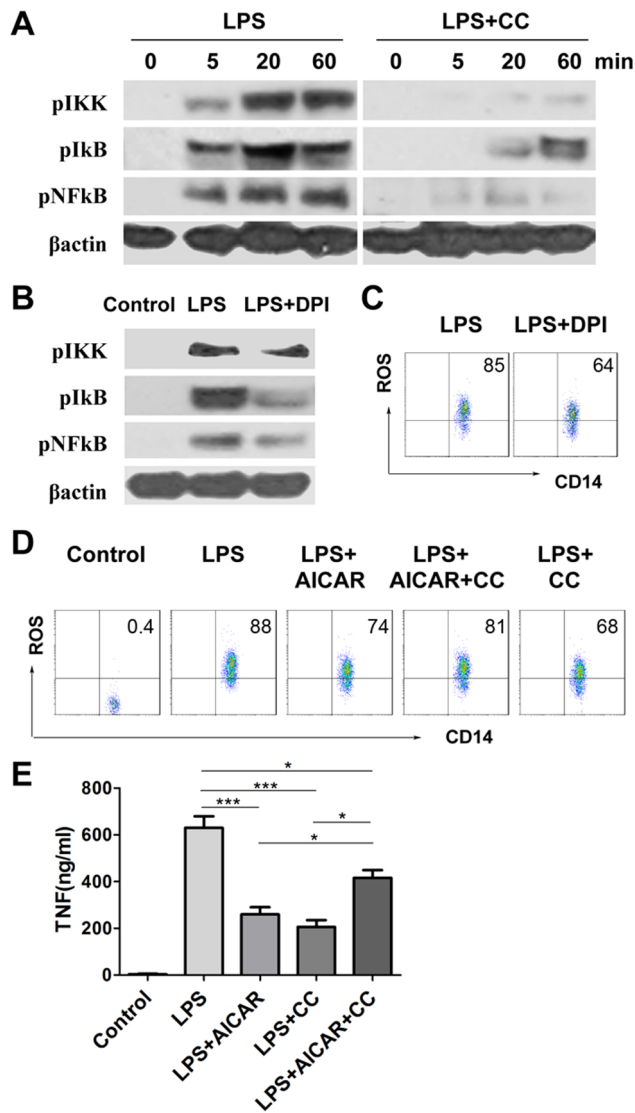 A
LPS LPS+CC
0 5 20 60 0 5 20 60 min
pIKK
pIkB
pNFkB
βactin
B
Control LPS LPS+DPI
pIKK
pIkB
pNFkB
βactin
C
LPS LPS+DPI
ROS
85 64
CD14
D
Control LPS LPS+ AICAR LPS+ AICAR+CC LPS+ CC
ROS
0.4 88 74 81 68
CD14
E
* 
***
*** *
*
TNF(ng/ml)
800
600
400
200
0
Control
LPS
LPS+AICAR
LPS+CC
LPS+AICAR+CC